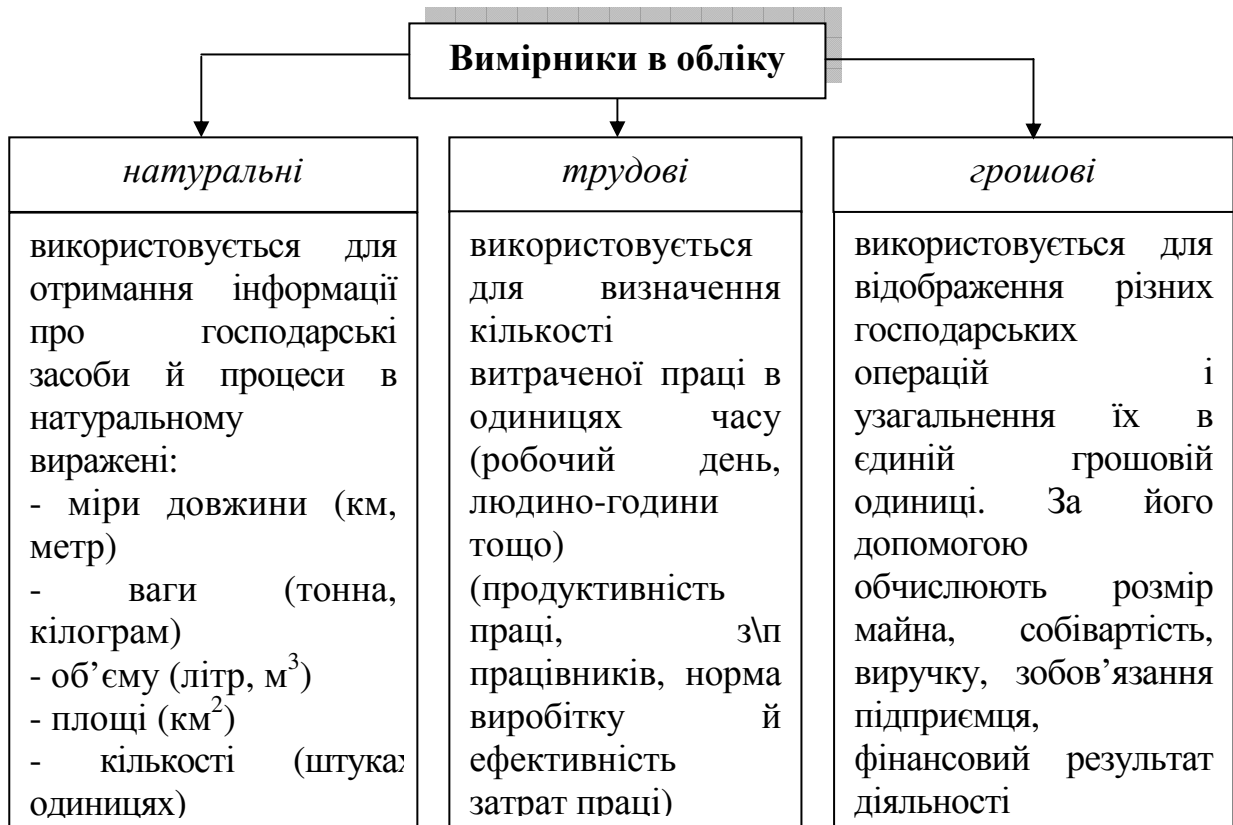 Вимірники в обліку
натуральні
використовується для
отримання інформації
про господарські
засоби й процеси в
натуральному
виражені:
- міри довжини (км,
метр)
- ваги (тонна,
кілограм)
- об’єму (літр, м³)
- площі (км²)
- кількості (штуках
одиницях)
трудові
використовується
для визначення
кількості
витраченої праці в
одиницях часу
(робочий день,
людино-години
тощо)
(продуктивність
праці, з\п
працівників, норма
виробітку й
ефективність
затрат праці)
грошові
використовується для
відображення різних
господарських
операцій і
узагальнення їх в
єдиній грошовій
одиниці. За його
допомогою
обчислюють розмір
майна, собівартість,
виручку, зобов’язання
підприємця,
фінансовий результат
діяльності